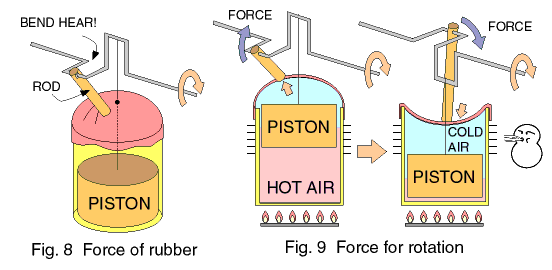 BEND HEAR!
ROD
PISTON
Fig. 8  Force of rubber
FORCE
PISTON
HOT AIR
FORCE
COLD
AIR
PISTON
Fig. 9  Force for rotation